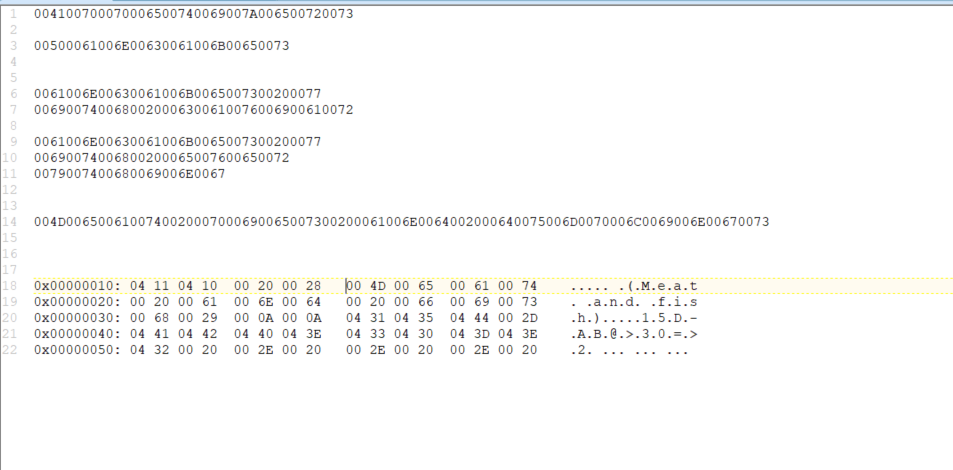 1 004100700070006500740069007A006500720073
2
3 00500061006E00630061006B00650073
4
5
6 0061006E00630061006B0065007300200077
7 0069007400680020006300610076006900610072
8
9 0061006E00630061006B0065007300200077
10 00690074006800200065007600650072
11 0079007400680069006E0067
12
13
14 004D0065006100740020007000690065007300200061006E0064002000640075006D0070006C0069006E00670073
15
16
17
18 0x00000010: 04 11 04 10 00 20 00 28 00 4D 00 65 00 61 00 74 ..... .(.M.e.a.t
19 0x00000020: 00 20 00 61 00 6E 00 64 00 20 00 66 00 69 00 73 . .a.n.d. .f.i.s
20 0x00000030: 00 68 00 29 00 0A 00 0A 04 31 04 35 04 44 00 2D .h.).....1.5.D.-
21 0x00000040: 04 41 04 42 04 40 04 3E 04 33 04 30 04 3D 04 3E .A.B.@.>.3.0.=.>
22 0x00000050: 04 32 00 20 00 2E 00 20 00 2E 00 20 00 2E 00 20 .2. ... ... ...